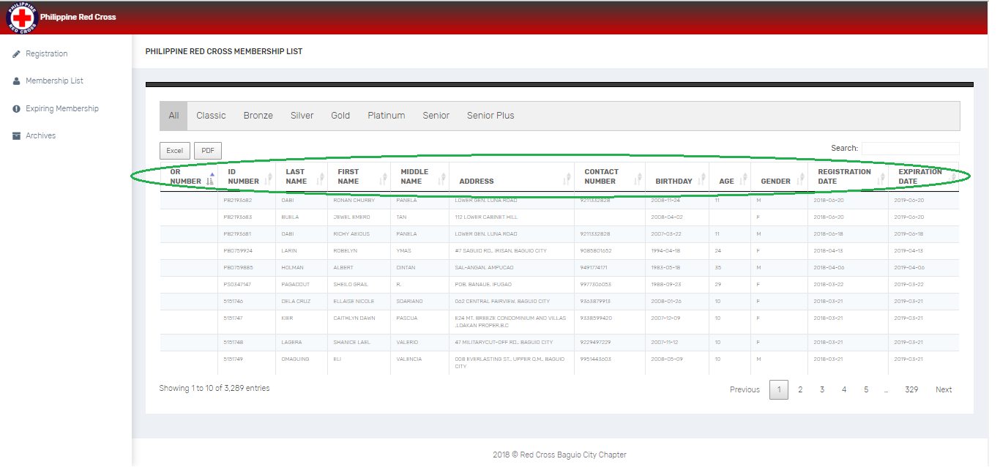 PHILIPPINE
RED CROSS
Philippine Red Cross
Registration
Membership List
Expiring Membership
Archives
PHILIPPINE RED CROSS MEMBERSHIP LIST
All Classic Bronze Silver Gold Platinum Senior Senior Plus
Excel PDF
Search:
OR NUMBER ID NUMBER LAST NAME FIRST NAME MIDDLE NAME ADDRESS CONTACT NUMBER BIRTHDAY AGE GENDER REGISTRATION DATE EXPIRATION DATE
PB2193682 GABI RONAN CHURBY PANELA LOWER GEN. LUNA ROAD 9211332828 2008-11-24 11 M 2018-06-20 2019-06-20
PB2193683 BUELA JEWEL EMERO TAN 112 LOWER CABINET HILL 2008-04-02 F 2018-06-20 2019-06-20
PB2193681 GABI RICHY AEIOUS PANELA LOWER GEN. LUNA ROAD 9211332828 2007-03-22 11 M 2018-06-18 2019-06-18
PB0759924 LARIN ROBELYN YMAS #7 SAGUID RD., IRISAN, BAGUIO CITY 9085801652 1994-04-18 24 F 2018-04-13 2019-04-13
PB0759885 HOLMAN ALBERT DINTAN SAL-ANGAN, AMPUCAO 9491774171 1983-05-18 35 M 2018-04-06 2019-04-06
PS0347147 PAGADDUT SHEILO GRAIL R. POB. BANAUE, IFUGAO 9977306053 1988-09-23 29 F 2018-03-22 2019-03-22
5151746 DELA CRUZ ELLAISE NICOLE SOARIANO 062 CENTRAL FAIRVIEW, BAGUIO CITY 9363879913 2008-01-26 10 F 2018-03-21 2019-03-21
5151747 KIER CAITHLYN DAWN PASCUA E24 MT. BREEZE CONDOMINIUM AND VILLAS 9338599420 2007-12-09 10 F 2018-03-21 2019-03-21
,LOAKAN PROPER,B.C
5151748 LAGERA SHANICE LAEL VALERIO 47 MILITARYCUT-OFF RD., BAGUIO CITY 9229497229 2007-11-12 10 F 2018-03-21 2019-03-21
5151749 OMAGUING ELI VALENCIA 008 EVERLASTING ST., UPPER Q.M., BAGUIO 9951443603 2008-05-09 10 M 2018-03-21 2019-03-21
CITY
Showing 1 to 10 of 3,289 entries
Previous 1 2 3 4 5 … 329 Next
2018 © Red Cross Baguio City Chapter